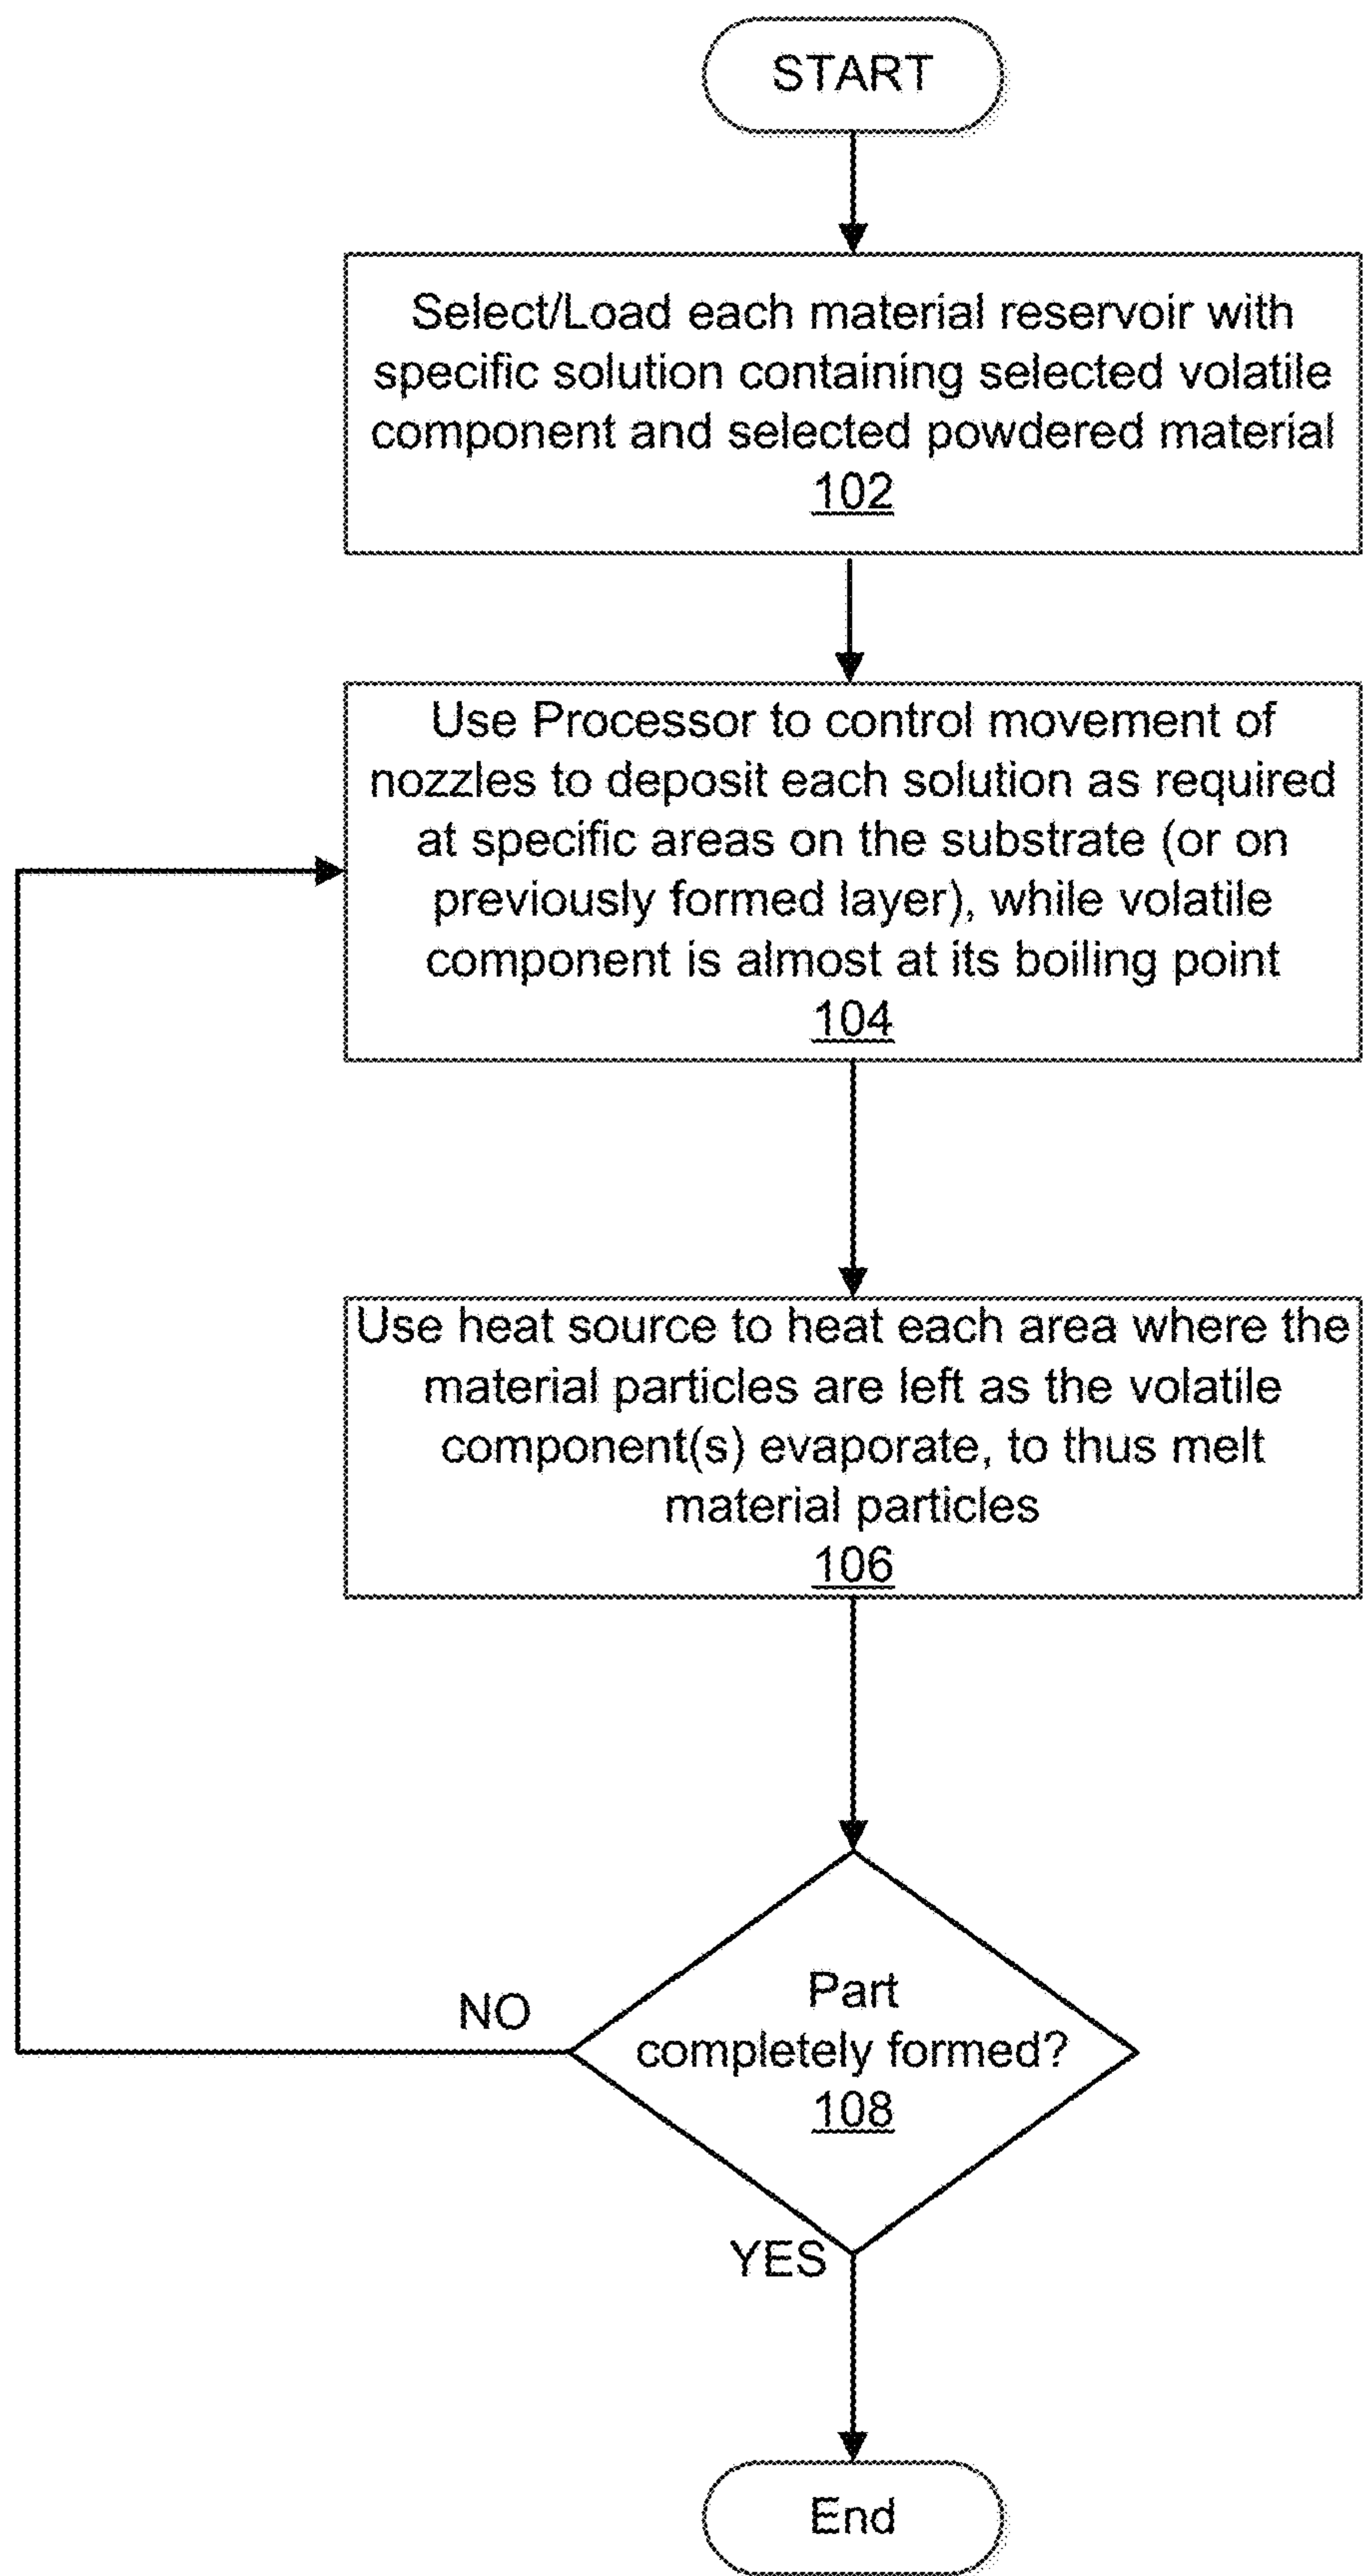 START
Select/Load each material reservoir with
specific solution containing selected volatile
component and selected powdered material
102
Use Processor to control movement of
nozzles to deposit each solution as required
at specific areas on the substrate (or on
previously formed layer), while volatile
component is almost at its boiling point
104
Use heat source to heat each area where the
material particles are left as the volatile
component(s) evaporate, to thus melt
material particles
106
Part
completely formed?
108
NO
YES
End